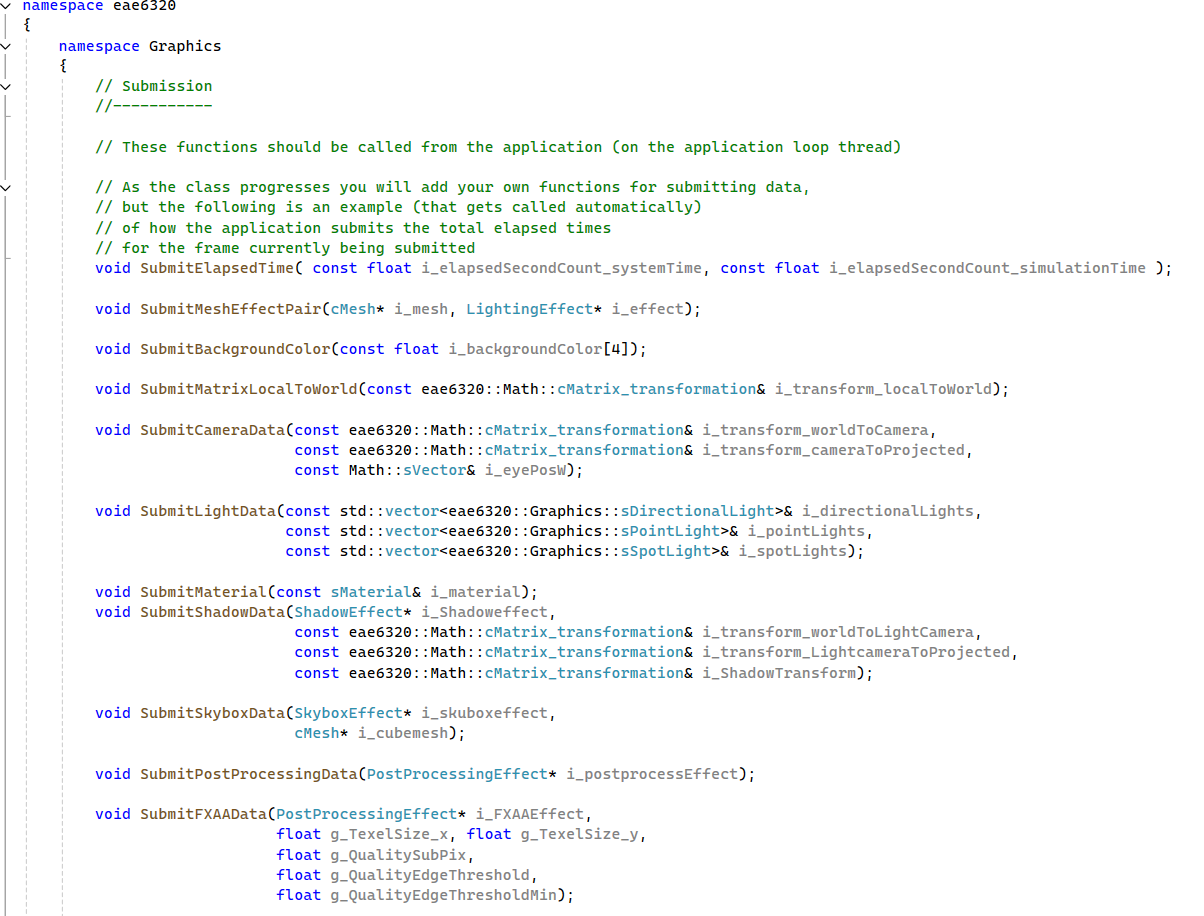 namespace eae6320
{
namespace Graphics
{
// Submission
//-----------
// These functions should be called from the application (on the application loop thread)
// As the class progresses you will add your own functions for submitting data,
// but the following is an example (that gets called automatically)
// of how the application submits the total elapsed times
// for the frame currently being submitted
void SubmitElapsedTime( const float i_elapsedSecondCount_systemTime, const float i_elapsedSecondCount_simulationTime );
void SubmitMeshEffectPair(cMesh* i_mesh, LightingEffect* i_effect);
void SubmitBackgroundColor(const float i_backgroundColor[4]);
void SubmitMatrixLocalToWorld(const eae6320::Math::cMatrix_transformation& i_transform_localToWorld);
void SubmitCameraData(const eae6320::Math::cMatrix_transformation& i_transform_worldToCamera,
const eae6320::Math::cMatrix_transformation& i_transform_cameraToProjected,
const Math::sVector& i_eyePosW);
void SubmitLightData(const std::vector<eae6320::Graphics::sDirectionalLight>& i_directionalLights,
const std::vector<eae6320::Graphics::sPointLight>& i_pointLights,
const std::vector<eae6320::Graphics::sSpotLight>& i_spotLights);
void SubmitMaterial(const sMaterial& i_material);
void SubmitShadowData(ShadowEffect* i_Shadoweffect,
const eae6320::Math::cMatrix_transformation& i_transform_worldToLightCamera,
const eae6320::Math::cMatrix_transformation& i_transform_LightcameraToProjected,
const eae6320::Math::cMatrix_transformation& i_ShadowTransform);
void SubmitSkyboxData(SkyboxEffect* i_skuboxeffect,
cMesh* i_cubemesh);
void SubmitPostProcessingData(PostProcessingEffect* i_postprocessEffect);
void SubmitFXAAData(PostProcessingEffect* i_FXAAEffect,
float g_TexelSize_x, float g_TexelSize_y,
float g_QualitySubPix,
float g_QualityEdgeThreshold,
float g_QualityEdgeThresholdMin);